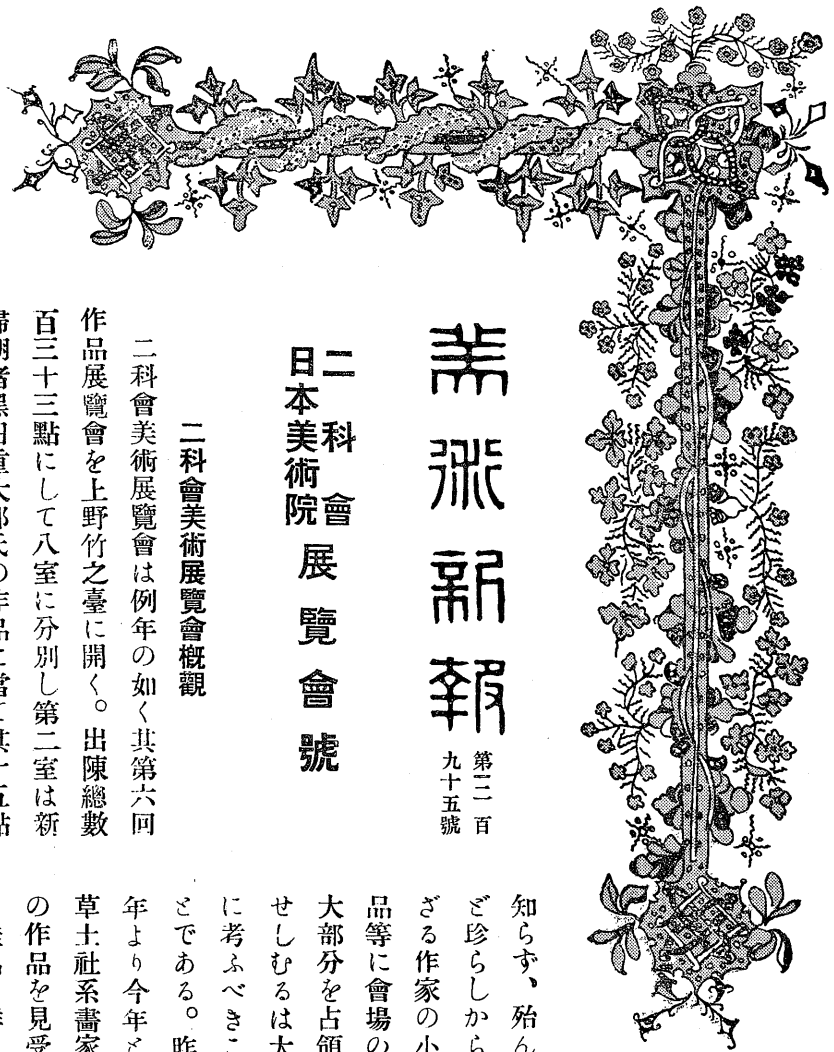 美術新報
第二百
九十五號
二科會
日本美術院
展覽會號
二科會美術展覽會槪觀
二科會美術展覽會は例年の如く其第六回
作品展覽會を上野竹之臺に開く。出陳總數
百三十三點にして八室に分別し第二室は新
知らず、殆ん
ど珍らしから
ざる作家の小
品等に會場の
大部分を占領
せしむるは大
に考ふべきこ
とである。昨
年より今年と
草土社系畫家
の作品を見受